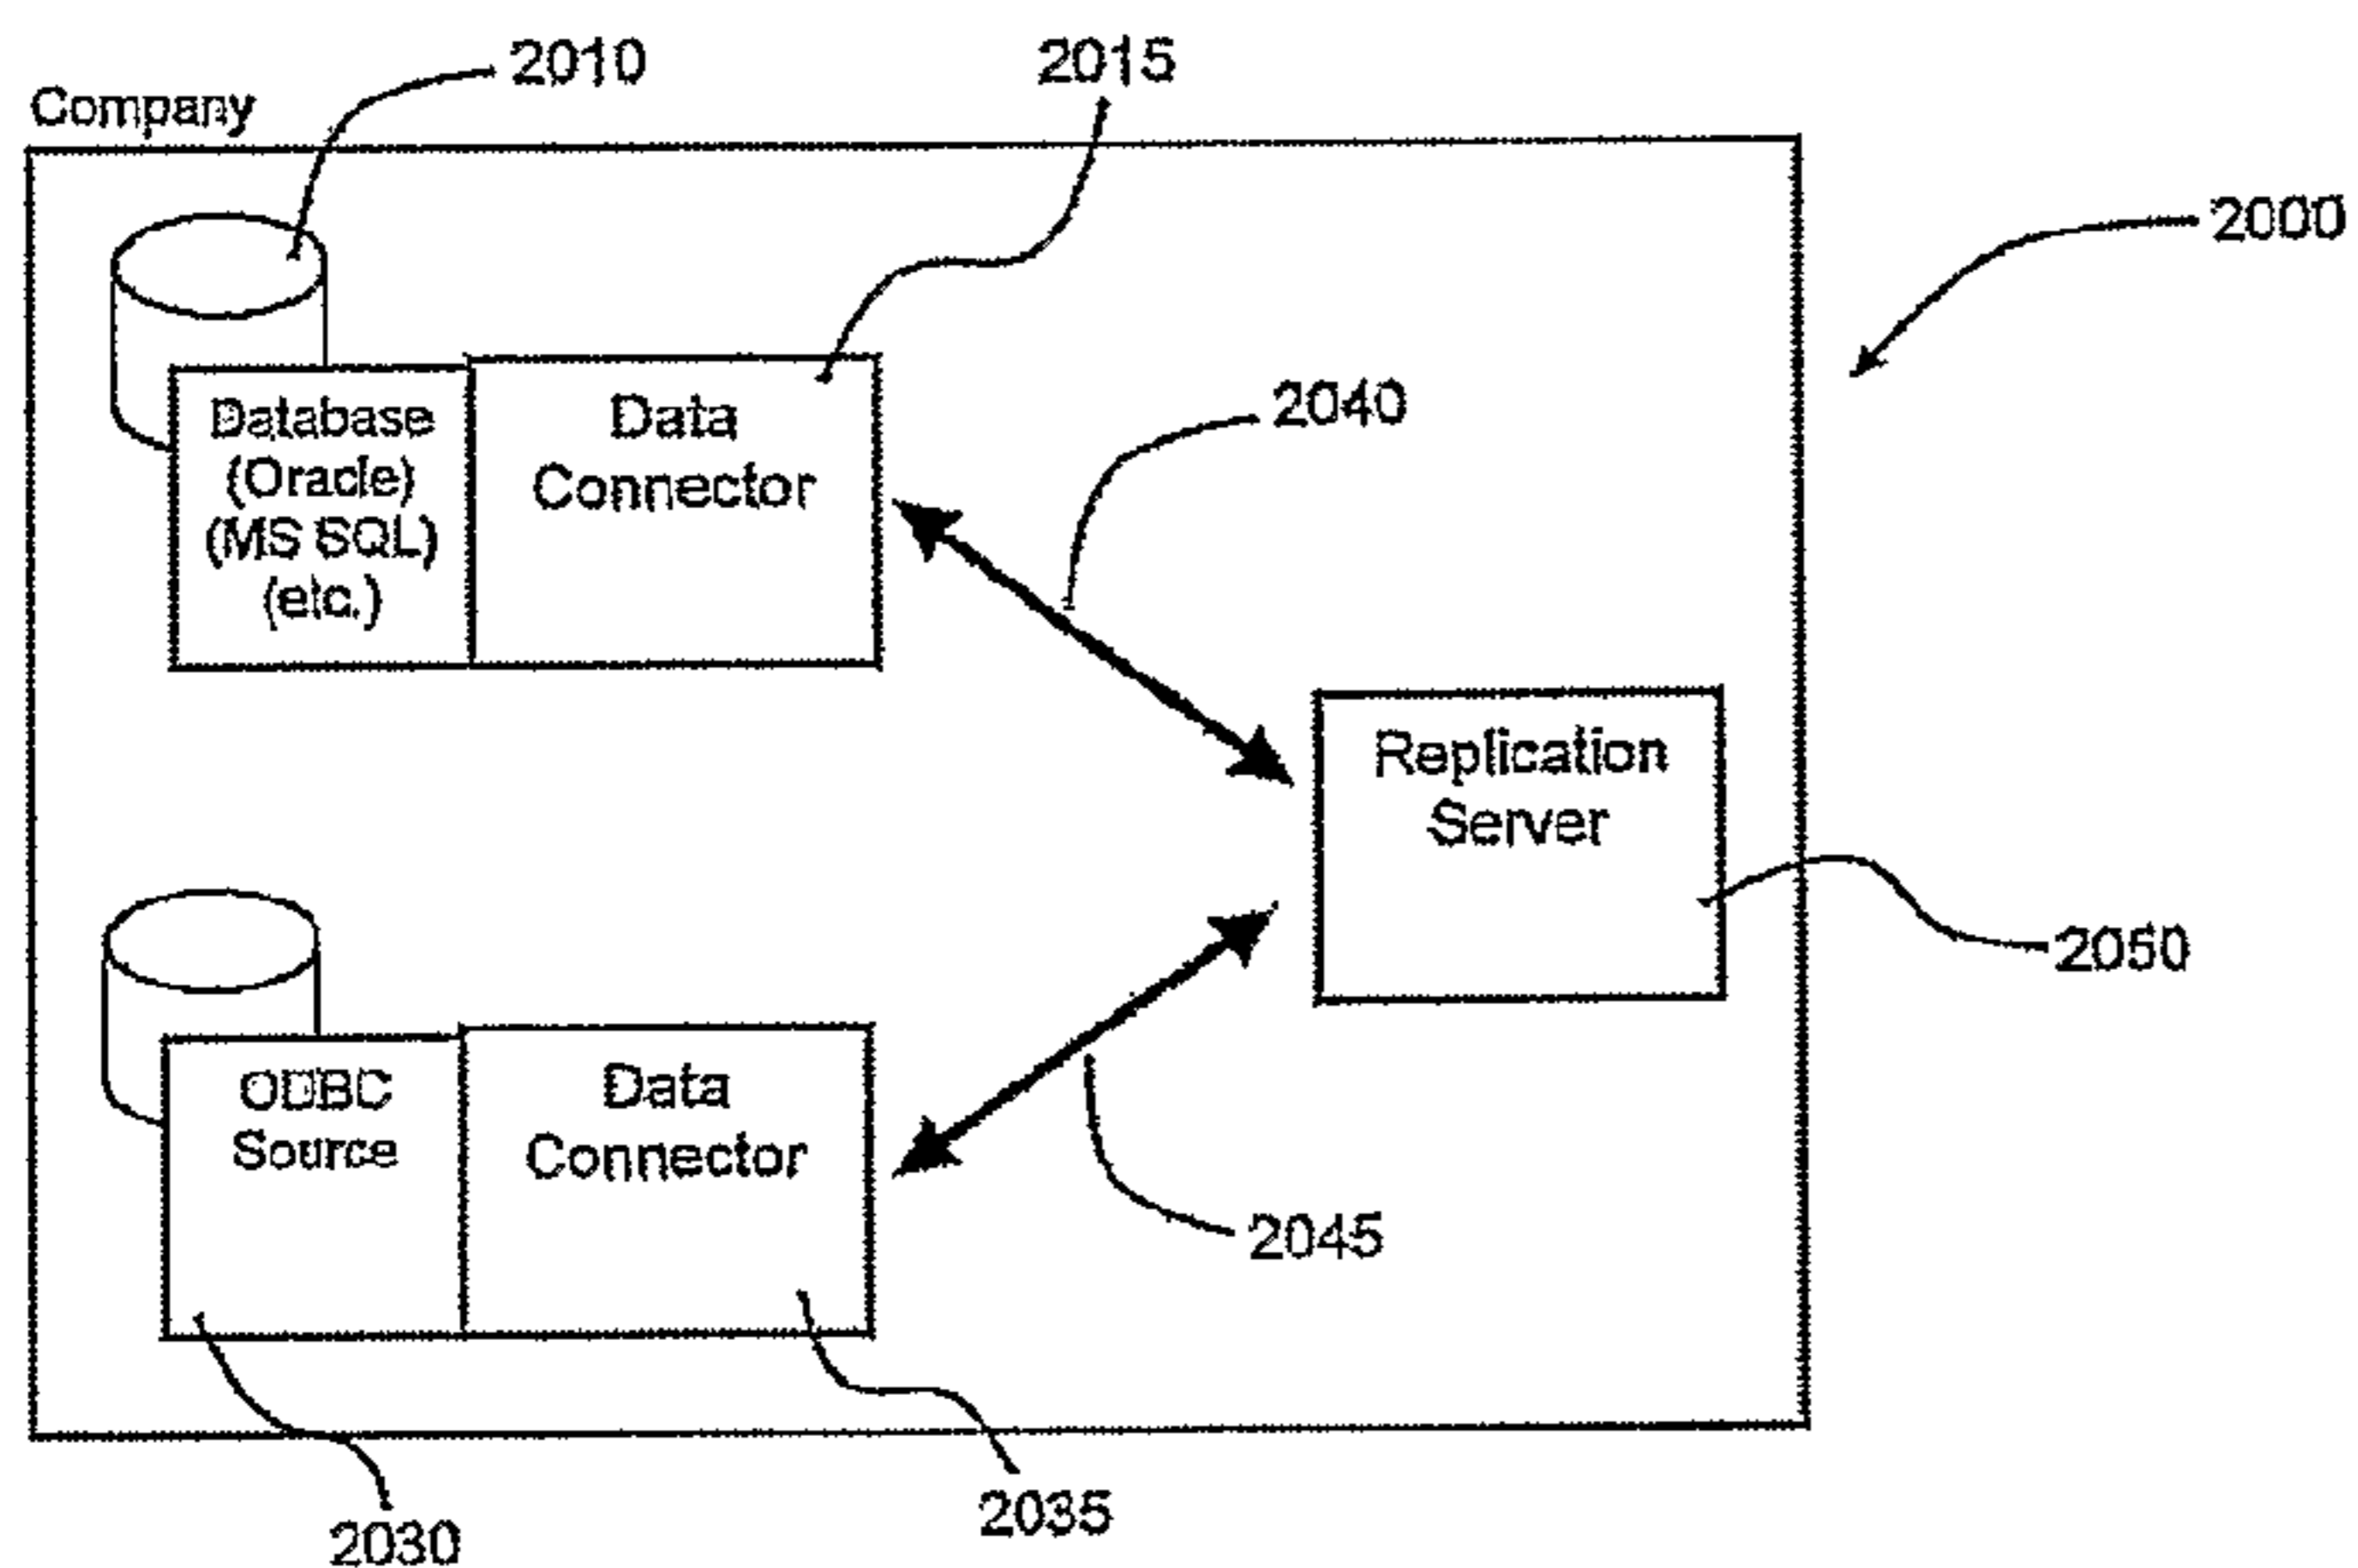 2010
2015
Company
2000
Database
(Oracle)
(MS SQL)
(etc.)
Data
Connector
2040
Replication
Server
2050
ODBC
Source
Data
Connector
2045
2035
2030